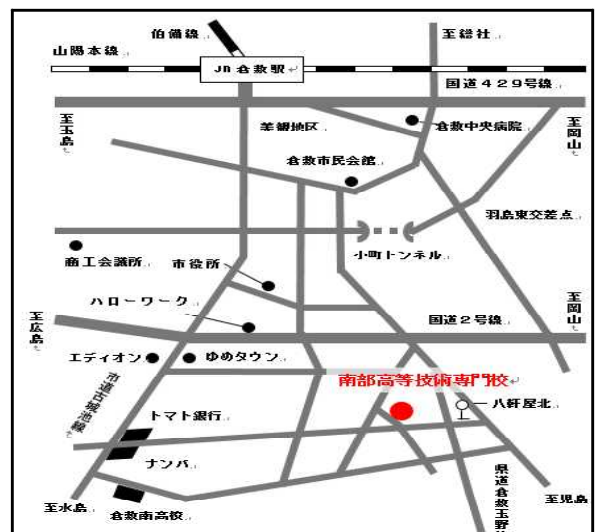 伯備線
至総社
山陽本線
JR倉敷駅
国道429号線
至玉島
美観地区
倉敷中央病院
至岡山
倉敷市民会館
羽島東交差点
小町トンネル
商工会議所
市役所
ハローワーク
至広島
国道2号線
至岡山
エディオン
ゆめタウン
市道古城池線
南部高等技術専門校
八軒屋北
トマト銀行
ナンバ
至水島
倉敷南高校
県道倉敷玉野
至児島